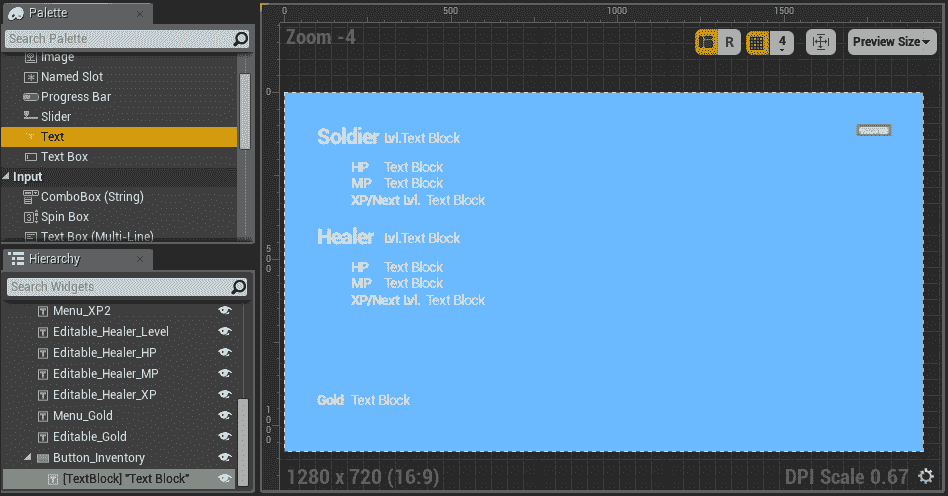 Palette
Search Palette
Image
Named Slot
Progress Bar
Slider
Text
Text Box
Input
ComboBox (String)
Spin Box
Text Box (Multi-Line)
Hierarchy
Search Widgets
Menu_XP2
Editable_Healer_Level
Editable_Healer_HP
Editable_Healer_MP
Editable_Healer_XP
Menu_Gold
Editable_Gold
Button_Inventory
[TextBlock] "Text Block"
0 500 1000 1500
Zoom -4
R
4
Preview Size
0
500
1000
Soldier Lvl.Text Block
HP Text Block
MP Text Block
XP/Next Lvl. Text Block
Healer Lvl.Text Block
HP Text Block
MP Text Block
XP/Next Lvl. Text Block
Gold Text Block
1280 x 720 (16:9)
DPI Scale 0.67